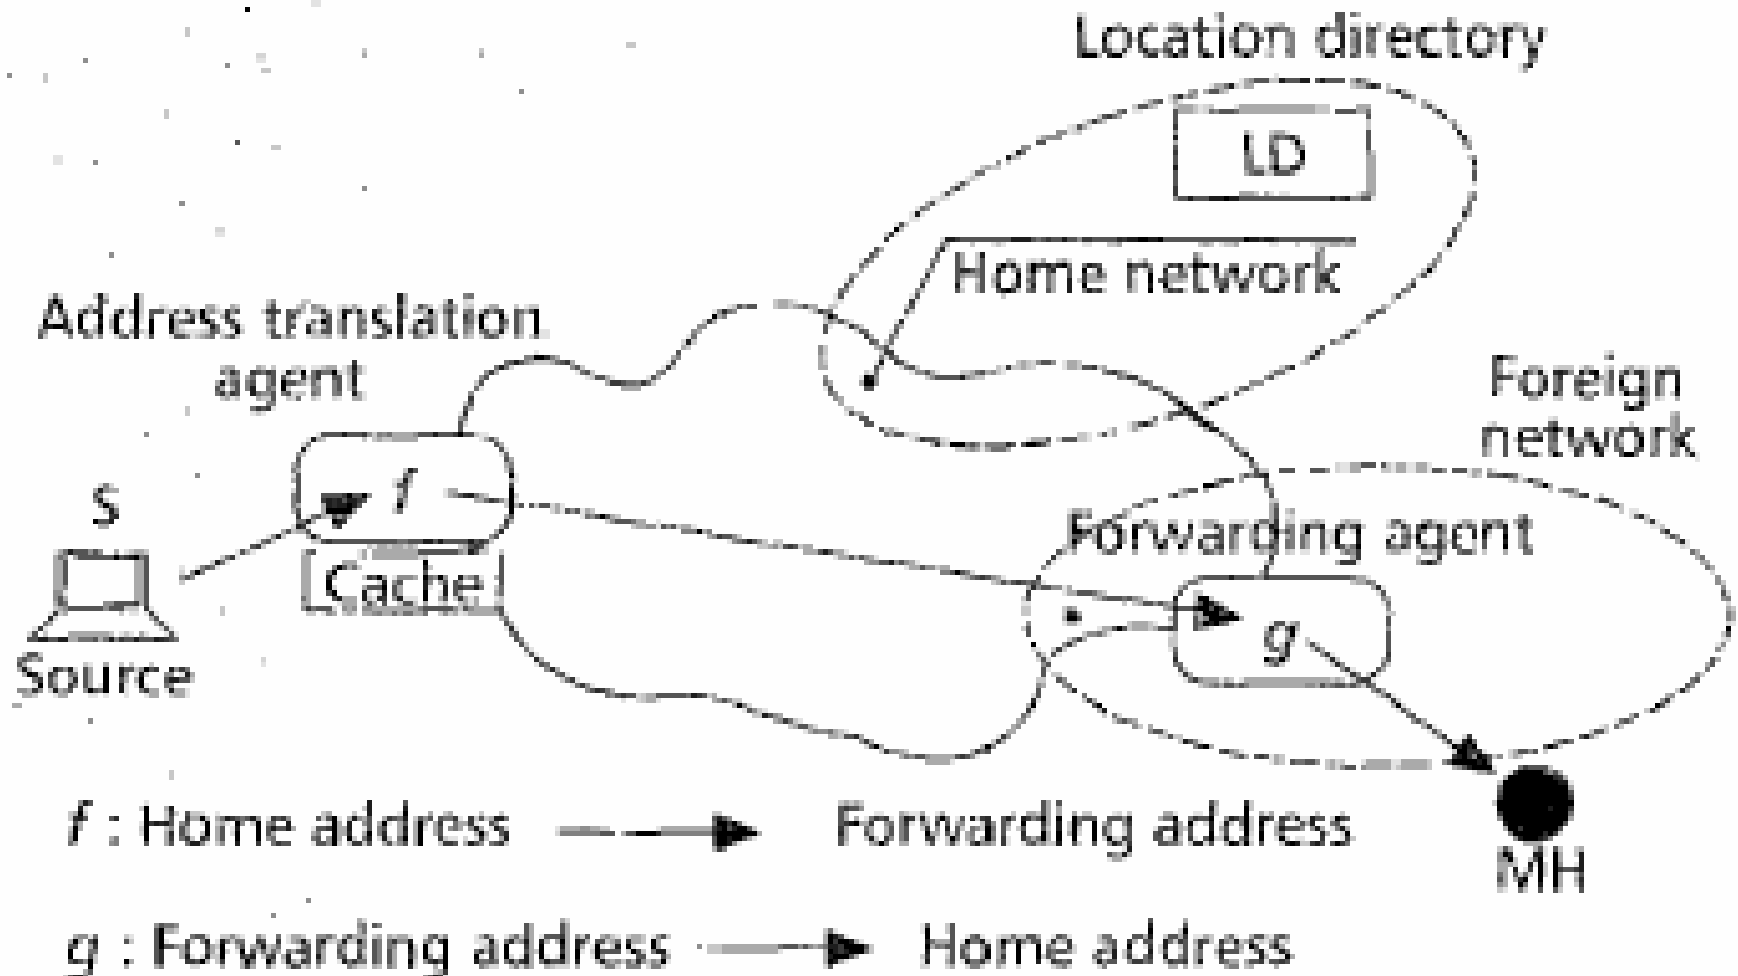 Location directory
LD
Home network
Address translation
agent
Foreign
network
S
f
Forwarding agent
Cache
g
Source
f : Home address Forwarding address
MH
g : Forwarding address Home address